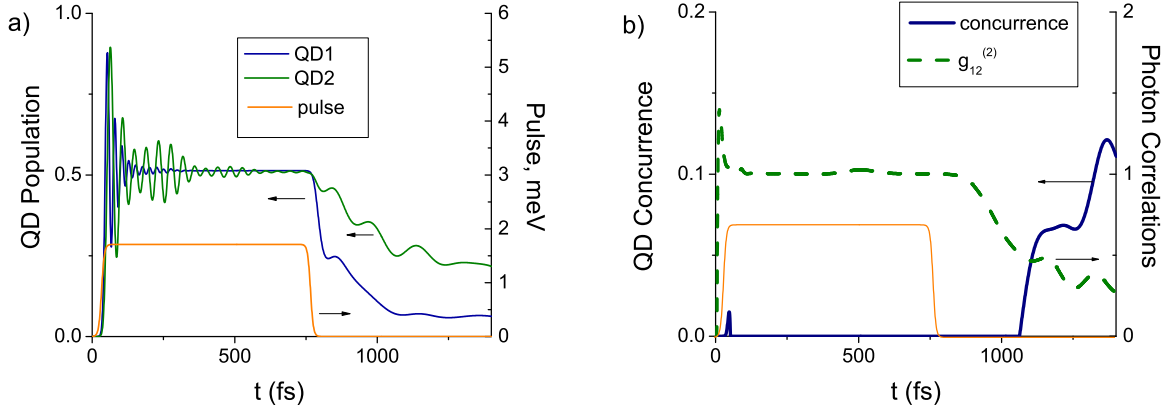 a)
QD Population
1.0
0.5
0.0
0
500
1000
t (fs)
6
5
4
3
2
1
0
Pulse, meV
QD1
QD2
pulse
b)
QD Concurrence
0.2
0.1
0.0
0
500
1000
t (fs)
2
1
0
Photon Correlations
concurrence
g₁₂⁽²⁾